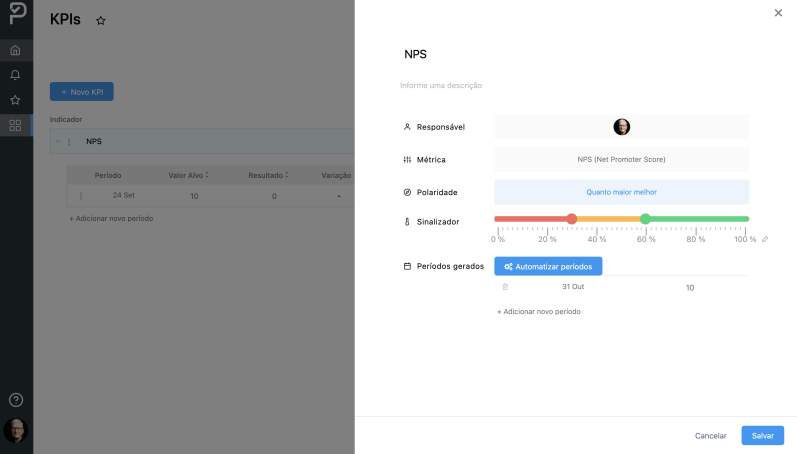 KPIs
+ Novo KPI
Indicador
NPS
Período Valor Alvo Resultado Variação
24 Set 10 0 -
+ Adicionar novo período
?
×
NPS
Informe uma descrição
Responsável
Métrica NPS (Net Promoter Score)
Polaridade Quanto maior melhor
Sinalizador
0 % 20 % 40 % 60 % 80 % 100 %
Períodos gerados Automatizar períodos
31 Out 10
+ Adicionar novo período
Cancelar Salvar